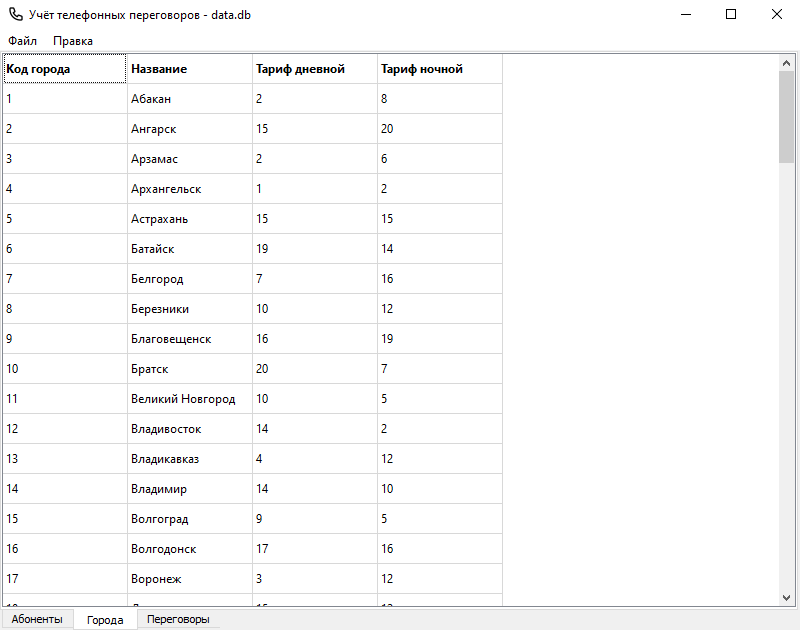 Учёт телефонных переговоров - data.db
Файл Правка
Код города Название Тариф дневной Тариф ночной
1 Абакан 2 8
2 Ангарск 15 20
3 Арзамас 2 6
4 Архангельск 1 2
5 Астрахань 15 15
6 Батайск 19 14
7 Белгород 7 16
8 Березники 10 12
9 Благовещенск 16 19
10 Братск 20 7
11 Великий Новгород 10 5
12 Владивосток 14 2
13 Владикавказ 4 12
14 Владимир 14 10
15 Волгоград 9 5
16 Волгодонск 17 16
17 Воронеж 3 12
Абоненты Города Переговоры